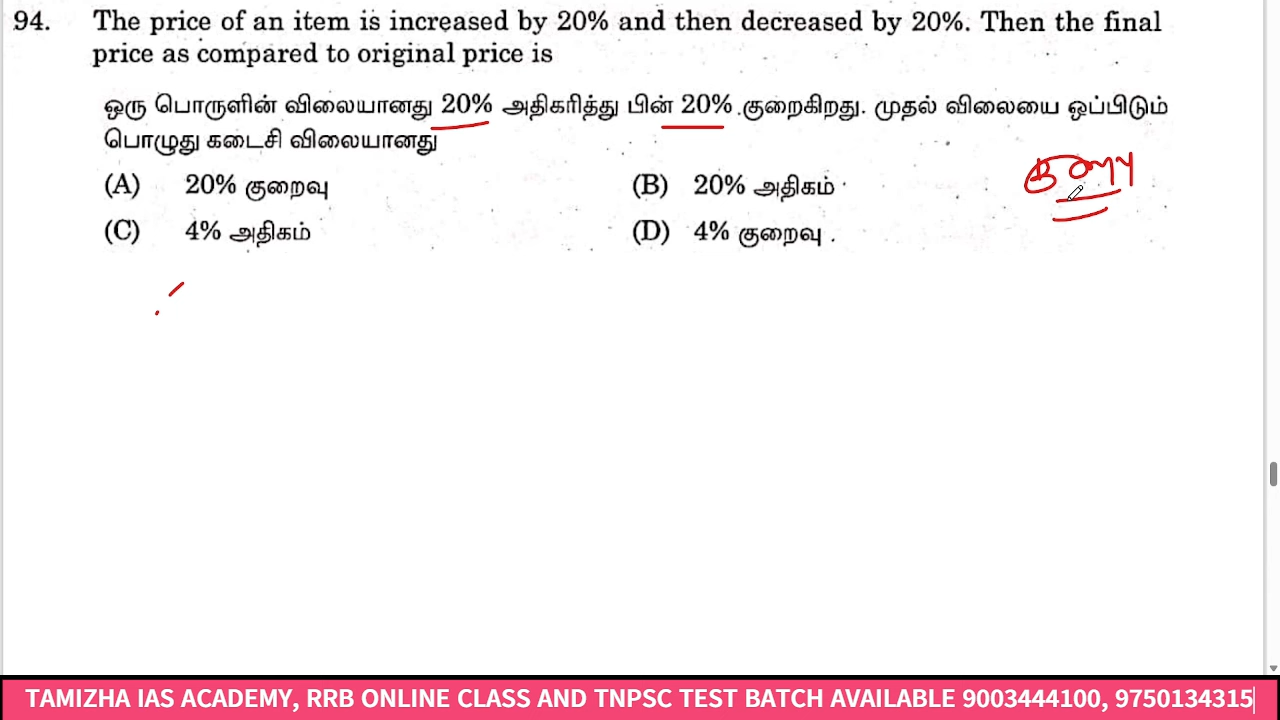 94. The price of an item is increased by 20% and then decreased by 20%. Then the final
price as compared to original price is
ஒரு பொருளின் விலையானது 20% அதிகரித்து பின் 20% குறைகிறது. முதல் விலையை ஒப்பிடும்
பொழுது கடைசி விலையானது
(A) 20% குறைவு (B) 20% அதிகம்
(C) 4% அதிகம் (D) 4% குறைவு
TAMIZHA IAS ACADEMY, RRB ONLINE CLASS AND TNPSC TEST BATCH AVAILABLE 9003444100, 9750134315